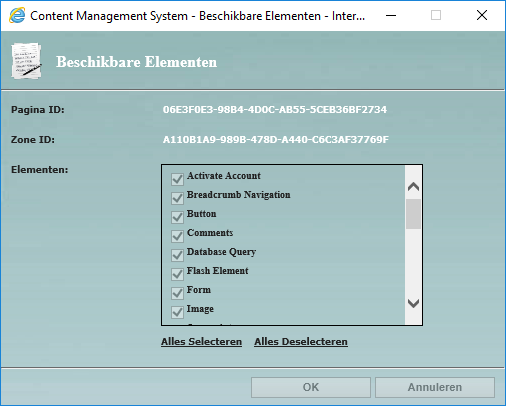 Content Management System - Beschikbare Elementen - Inter...
Beschikbare Elementen
Pagina ID: 06E3F0E3-98B4-4D0C-AB55-5CEB36BF2734
Zone ID: A110B1A9-989B-478D-A440-C6C3AF37769F
Elementen:
Activate Account
Breadcrumb Navigation
Button
Comments
Database Query
Flash Element
Form
Image
Alles Selecteren Alles Deselecteren
OK Annuleren